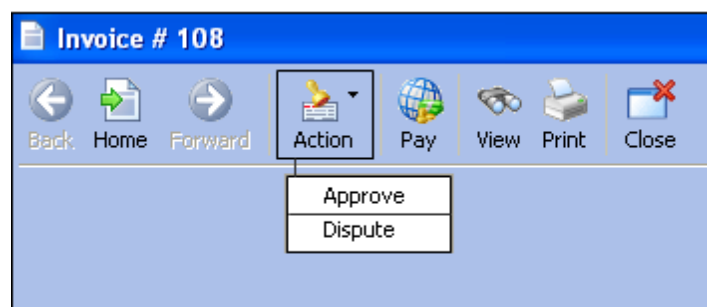 Invoice # 108
Back Home Forward Action Pay View Print Close
Approve
Dispute